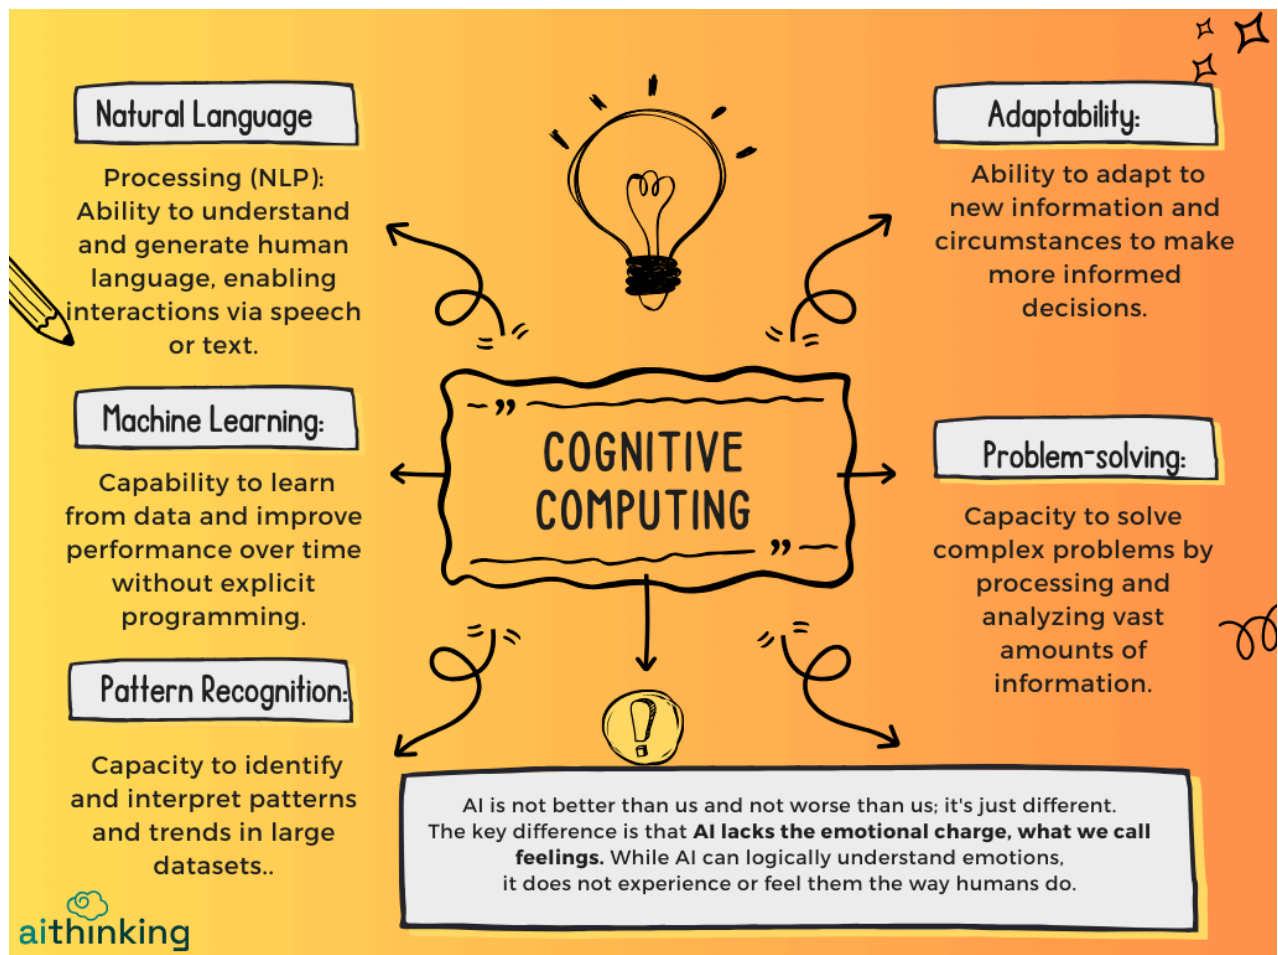 Natural Language
Processing (NLP):
Ability to understand
and generate human
language, enabling
interactions via speech
or text.
Machine Learning:
Capability to learn
from data and improve
performance over time
without explicit
programming.
Pattern Recognition:
Capacity to identify
and interpret patterns
and trends in large
datasets..
COGNITIVE
COMPUTING
Adaptability:
Ability to adapt to
new information and
circumstances to make
more informed
decisions.
Problem-solving:
Capacity to solve
complex problems by
processing and
analyzing vast
amounts of
information.
AI is not better than us and not worse than us; it's just different.
The key difference is that AI lacks the emotional charge, what we call
feelings. While AI can logically understand emotions,
it does not experience or feel them the way humans do.
aithinking